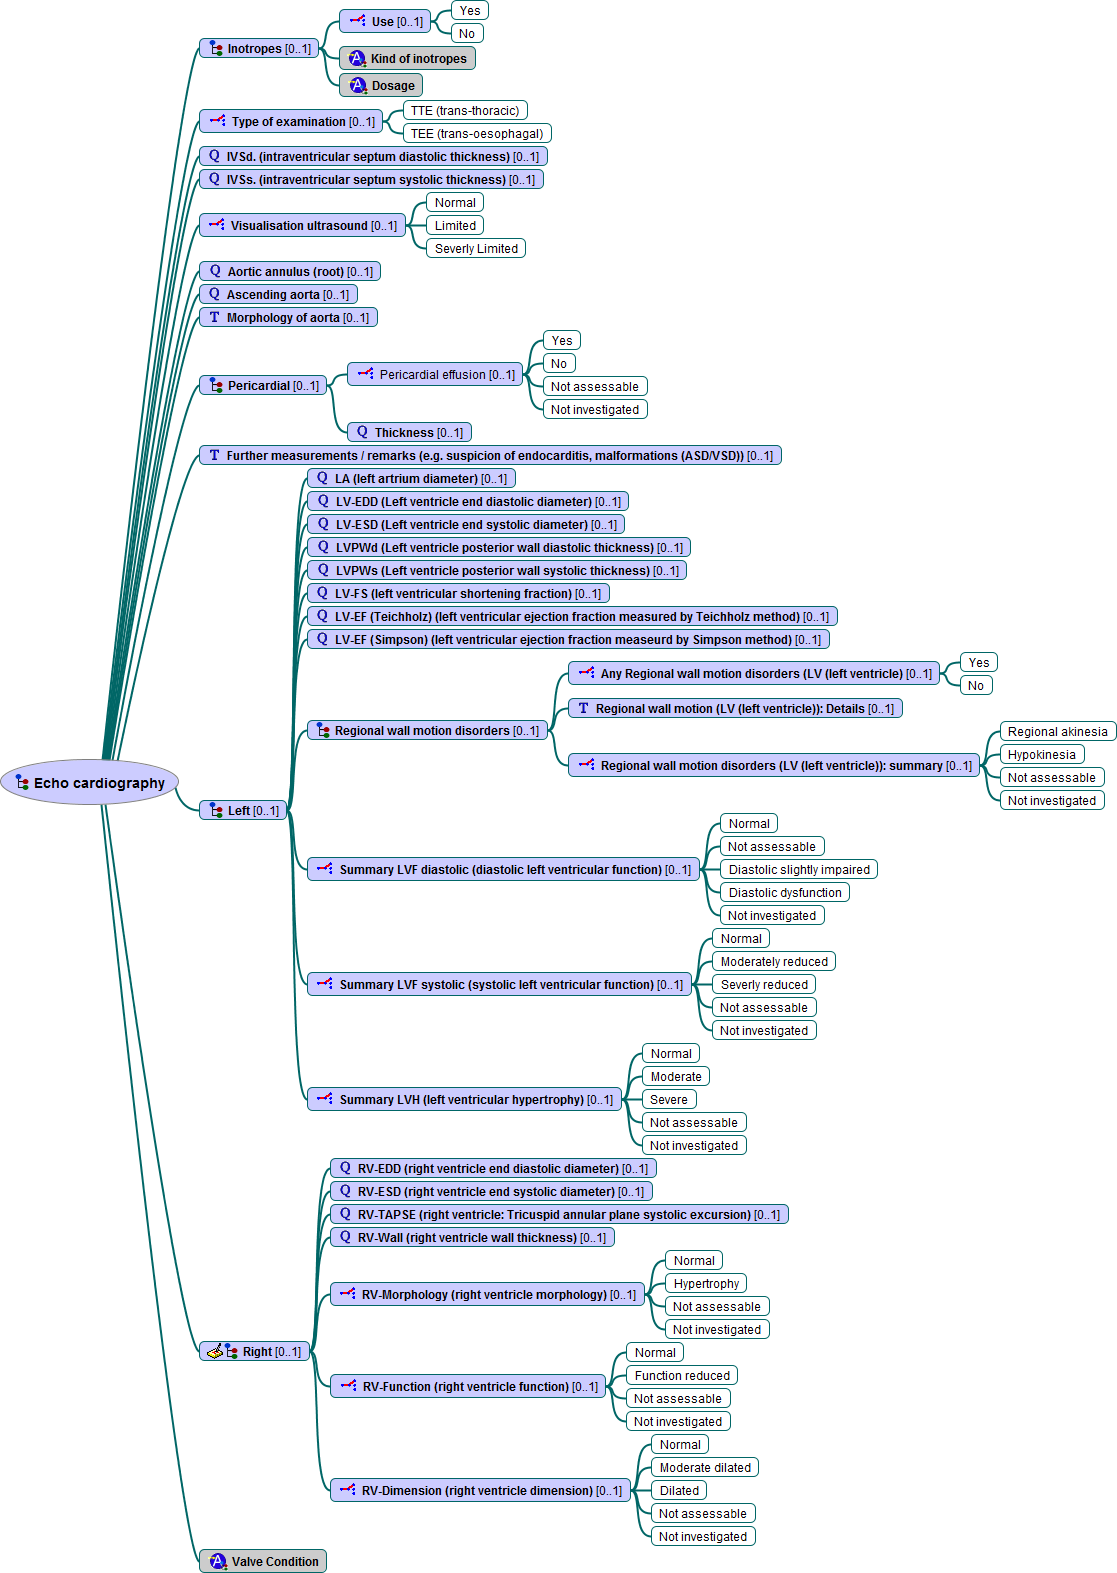 Yes
Use [0..1]
No
Inotropes [0..1]
Kind of inotropes
Dosage
TTE (trans-thoracic)
Type of examination [0..1]
TEE (trans-oesophagal)
Q IVSd. (intraventricular septum diastolic thickness) [0..1]
Q IVSs. (intraventricular septum systolic thickness) [0..1]
Normal
Visualisation ultrasound [0..1]
Limited
Severly Limited
Q Aortic annulus (root) [0..1]
Q Ascending aorta [0..1]
T Morphology of aorta [0..1]
Yes
No
Pericardial effusion [0..1]
Not assessable
Not investigated
Pericardial [0..1]
Q Thickness [0..1]
T Further measurements / remarks (e.g. suspicion of endocarditis, malformations (ASD/VSD)) [0..1]
Q LA (left artrium diameter) [0..1]
Q LV-EDD (Left ventricle end diastolic diameter) [0..1]
Q LV-ESD (Left ventricle end systolic diameter) [0..1]
Q LVPWd (Left ventricle posterior wall diastolic thickness) [0..1]
Q LVPWs (Left ventricle posterior wall systolic thickness) [0..1]
Q LV-FS (left ventricular shortening fraction) [0..1]
Q LV-EF (Teichholz) (left ventricular ejection fraction measured by Teichholz method) [0..1]
Q LV-EF (Simpson) (left ventricular ejection fraction measeurd by Simpson method) [0..1]
Yes
Any Regional wall motion disorders (LV (left ventricle) [0..1]
No
T Regional wall motion (LV (left ventricle)): Details [0..1]
Regional wall motion disorders [0..1]
Regional akinesia
Hypokinesia
Regional wall motion disorders (LV (left ventricle)): summary [0..1]
Not assessable
Not investigated
Echo cardiography
Left [0..1]
Normal
Not assessable
Summary LVF diastolic (diastolic left ventricular function) [0..1]
Diastolic slightly impaired
Diastolic dysfunction
Not investigated
Normal
Moderately reduced
Summary LVF systolic (systolic left ventricular function) [0..1]
Severly reduced
Not assessable
Not investigated
Normal
Moderate
Summary LVH (left ventricular hypertrophy) [0..1]
Severe
Not assessable
Not investigated
Q RV-EDD (right ventricle end diastolic diameter) [0..1]
Q RV-ESD (right ventricle end systolic diameter) [0..1]
Q RV-TAPSE (right ventricle: Tricuspid annular plane systolic excursion) [0..1]
Q RV-Wall (right ventricle wall thickness) [0..1]
Normal
Hypertrophy
RV-Morphology (right ventricle morphology) [0..1]
Not assessable
Not investigated
Right [0..1]
Normal
Function reduced
RV-Function (right ventricle function) [0..1]
Not assessable
Not investigated
Normal
Moderate dilated
RV-Dimension (right ventricle dimension) [0..1]
Dilated
Not assessable
Not investigated
Valve Condition